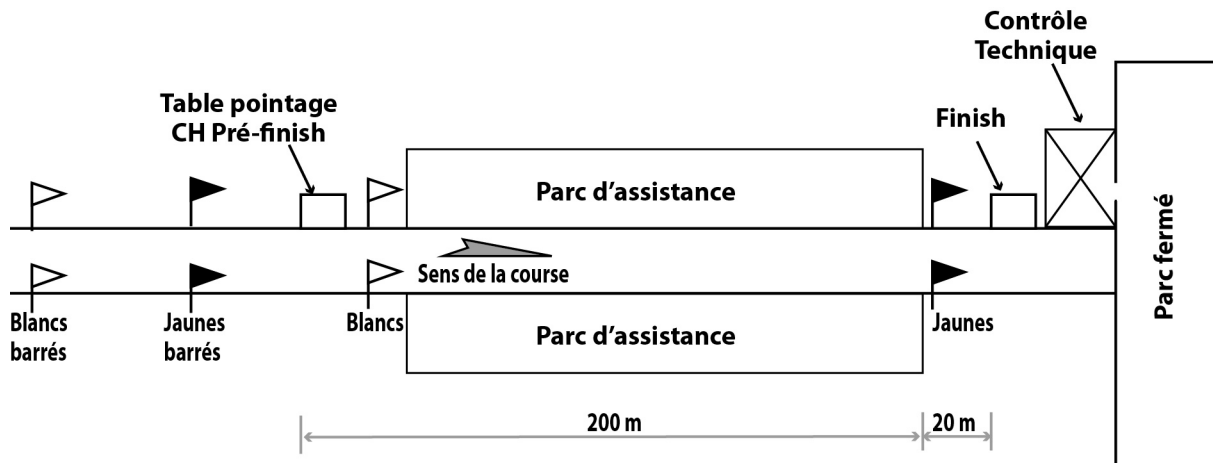 Contrôle
Technique
Table pointage
CH Pré-finish
Finish
Parc d'assistance
Sens de la course
Parc fermé
Blancs
barrés
Jaunes
barrés
Blancs
Parc d'assistance
Jaunes
200 m
20 m